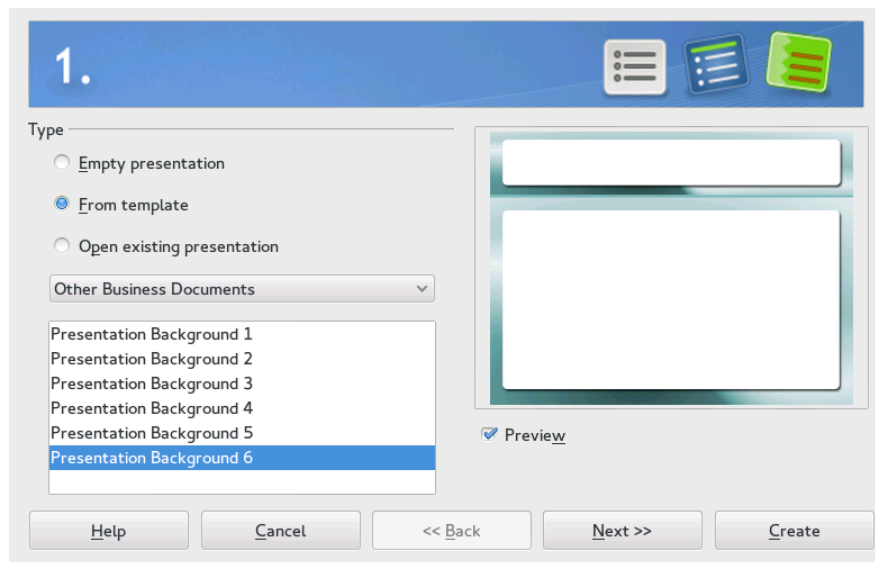 1.
Type
Empty presentation
From template
Open existing presentation
Other Business Documents
Presentation Background 1
Presentation Background 2
Presentation Background 3
Presentation Background 4
Presentation Background 5
Presentation Background 6
Preview
Help
Cancel
<< Back
Next >>
Create